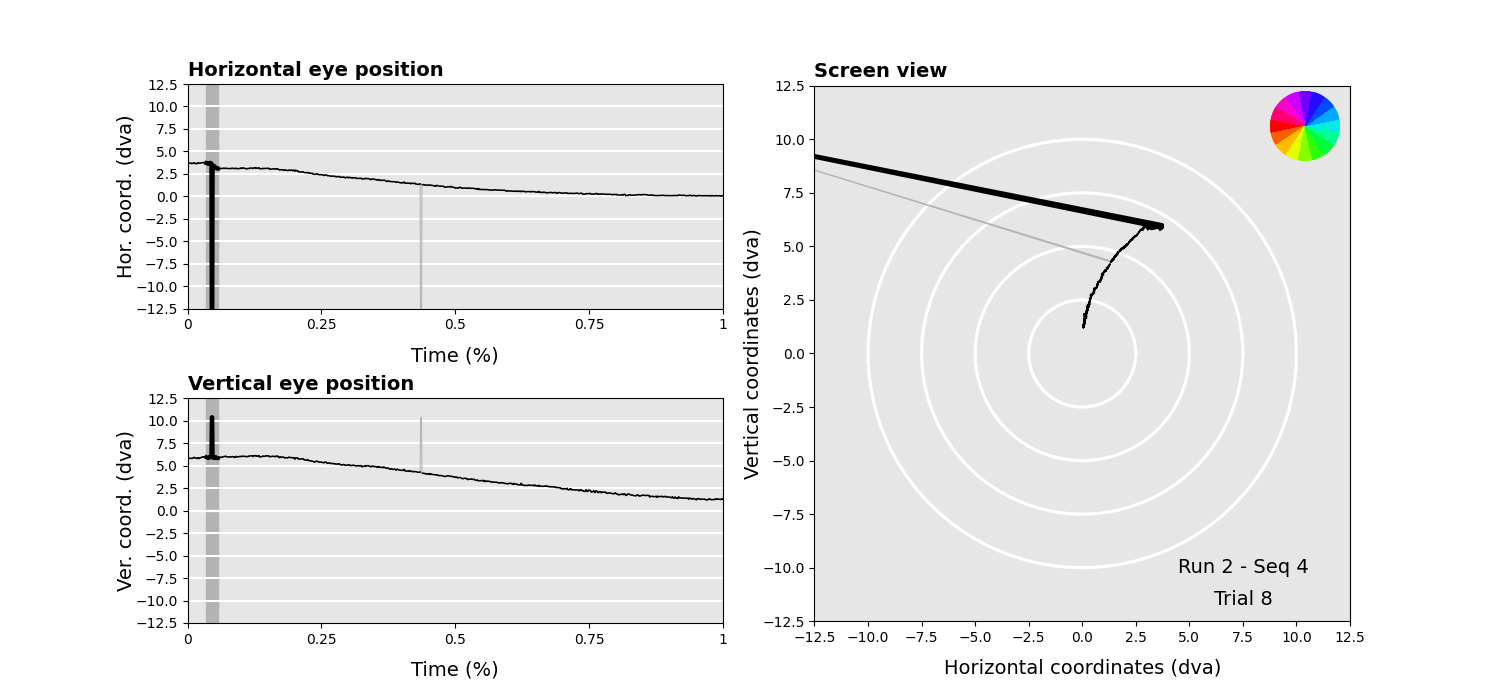 Horizontal eye position
Hor. coord. (dva)
12.5
10.0
7.5
5.0
2.5
0.0
−2.5
−5.0
−7.5
−10.0
−12.5
0 0.25 0.5 0.75 1
Time (%)
Vertical eye position
Ver. coord. (dva)
12.5
10.0
7.5
5.0
2.5
0.0
−2.5
−5.0
−7.5
−10.0
−12.5
0 0.25 0.5 0.75 1
Time (%)
Screen view
Vertical coordinates (dva)
12.5
10.0
7.5
5.0
2.5
0.0
−2.5
−5.0
−7.5
−10.0
−12.5
Run 2 - Seq 4
Trial 8
−12.5 −10.0 −7.5 −5.0 −2.5 0.0 2.5 5.0 7.5 10.0 12.5
Horizontal coordinates (dva)